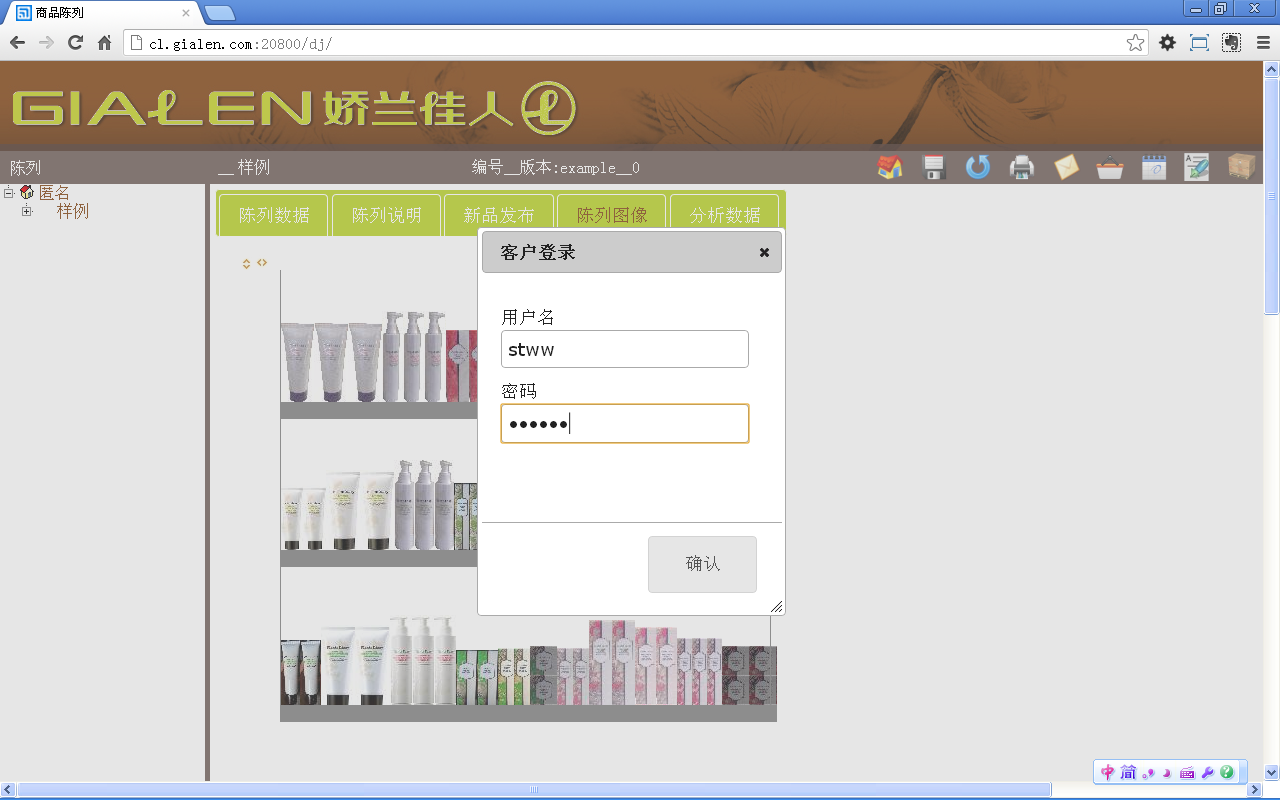 商品陈列
cl.gialen.com:20800/dj/
GIALEN 娇兰佳人
陈列
__ 样例
编号__版本:example__0
匿名
样例
陈列数据
陈列说明
新品发布
陈列图像
分析数据
客户登录
用户名
stww
密码
••••••
确认
中 简